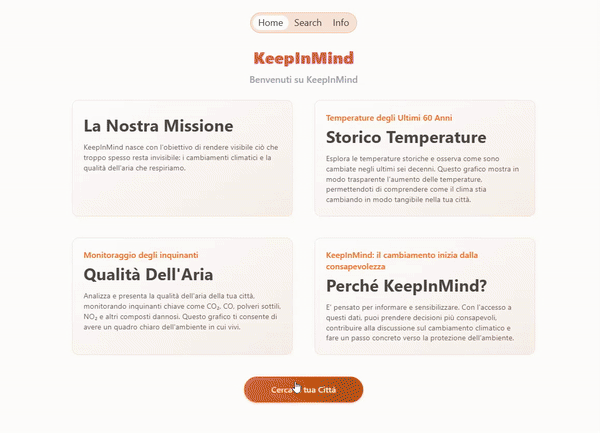 Home Search Info
KeepInMind
Benvenuti su KeepInMind
La Nostra Missione
KeepInMind nasce con l'obiettivo di rendere visibile ciò che
troppo spesso resta invisibile: i cambiamenti climatici e la
qualità dell'aria che respiriamo.
Temperature degli Ultimi 60 Anni
Storico Temperature
Esplora le temperature storiche e osserva come sono
cambiate negli ultimi sei decenni. Questo grafico mostra in
modo trasparente l'aumento delle temperature,
permettendoti di comprendere come il clima stia
cambiando in modo tangibile nella tua città.
Monitoraggio degli inquinanti
Qualità Dell'Aria
Analizza e presenta la qualità dell'aria della tua città,
monitorando inquinanti chiave come CO₂, CO, polveri sottili,
NO₂ e altri composti dannosi. Questo grafico ti consente di
avere un quadro chiaro dell'ambiente in cui vivi.
KeepInMind: il cambiamento inizia dalla
consapevolezza
Perché KeepInMind?
E' pensato per informare e sensibilizzare. Con l'accesso a
questi dati, puoi prendere decisioni più consapevoli,
contribuire alla discussione sul cambiamento climatico e
fare un passo concreto verso la protezione dell'ambiente.
Cerca tua Città